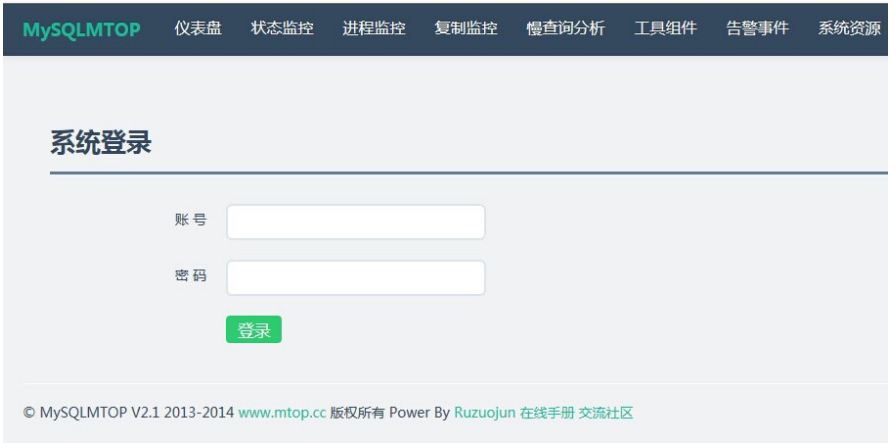 MySQLMTOP 仪表盘 状态监控 进程监控 复制监控 慢查询分析 工具组件 告警事件 系统资源
系统登录
账 号
密 码
登录
© MySQLMTOP V2.1 2013-2014 www.mtop.cc 版权所有 Power By Ruzuojun 在线手册 交流社区